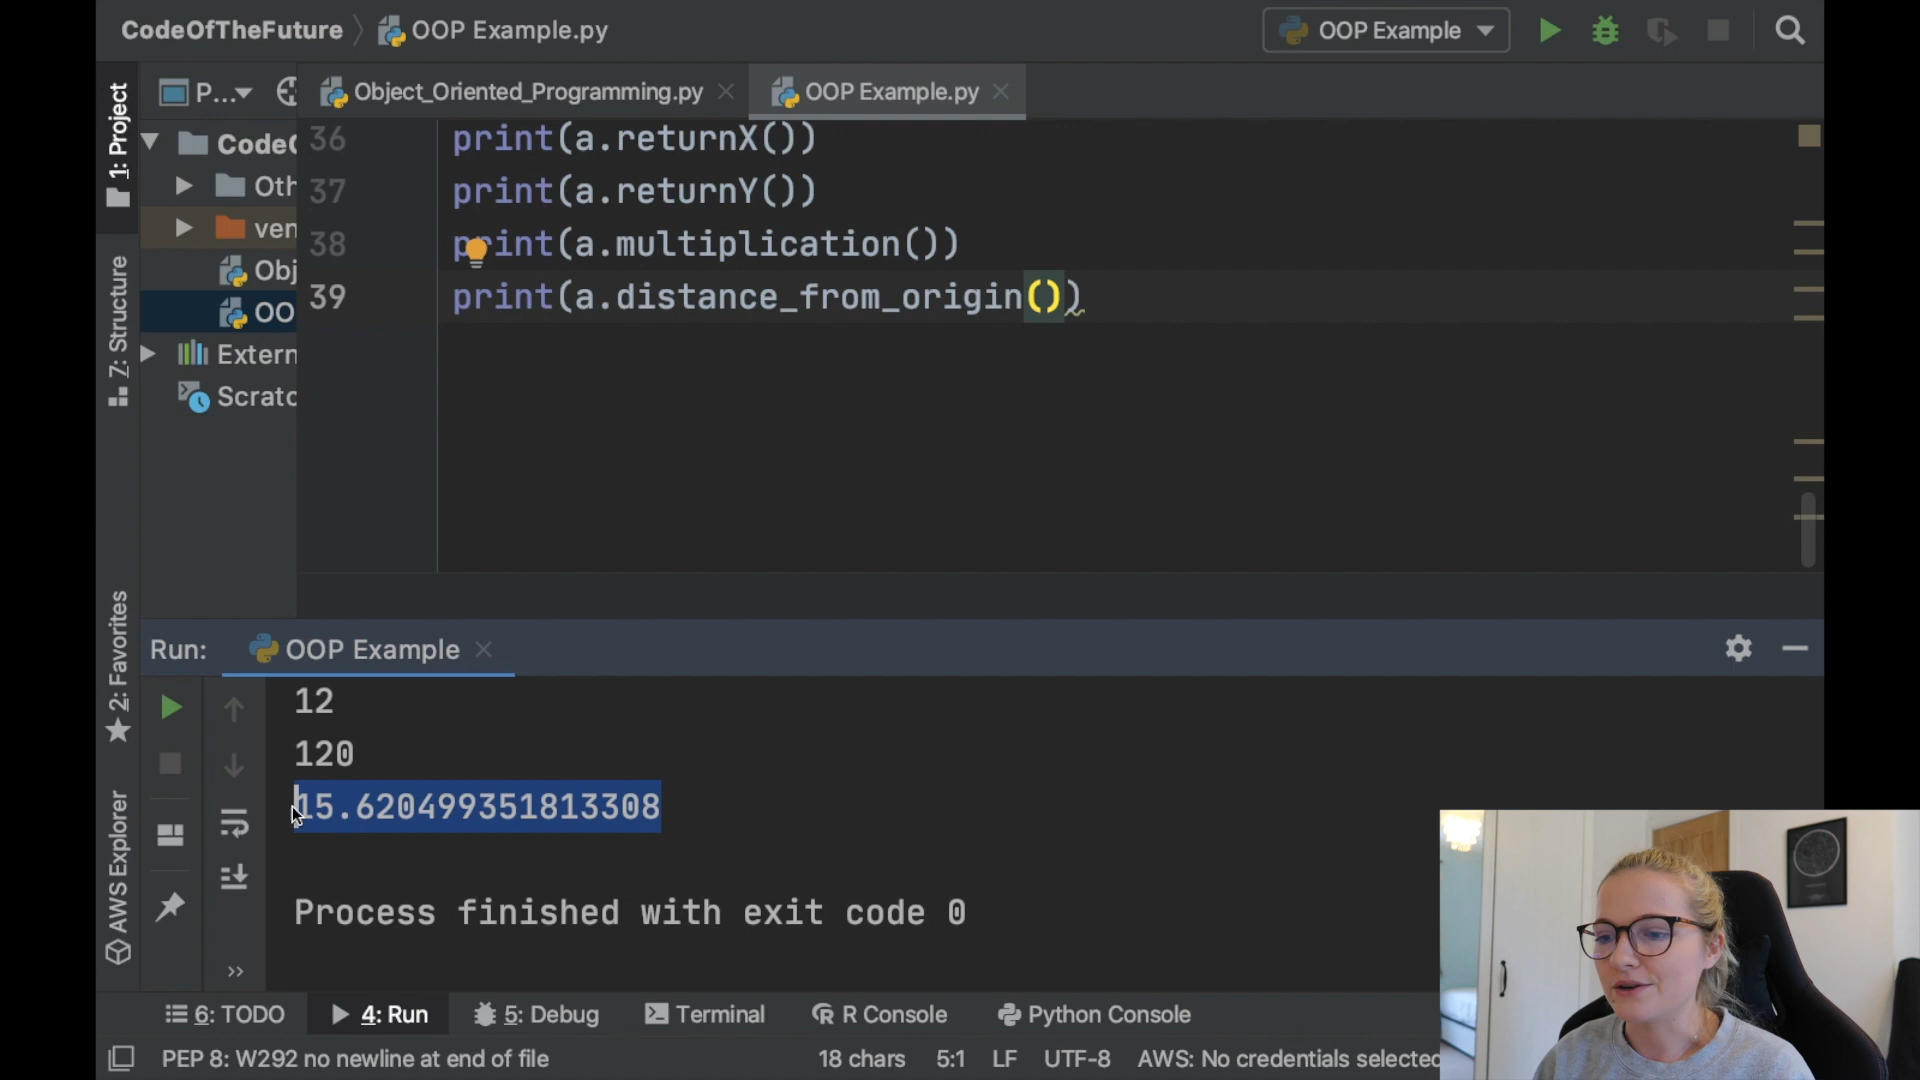 CodeOfTheFuture
OOP Example.py
OOP Example
1: Project
P...
Object_Oriented_Programming.py
OOP Example.py
Code
Oth
ven
Obj
OO
Extern
Scratc
36 print(a.returnX())
37 print(a.returnY())
38 print(a.multiplication())
39 print(a.distance_from_origin())
Z: Structure
2: Favorites
AWS Explorer
Run: OOP Example
12
120
15.620499351813308
Process finished with exit code 0
6: TODO
4: Run
5: Debug
Terminal
R Console
Python Console
PEP 8: W292 no newline at end of file
18 chars
5:1
LF
UTF-8
AWS: No credentials selected